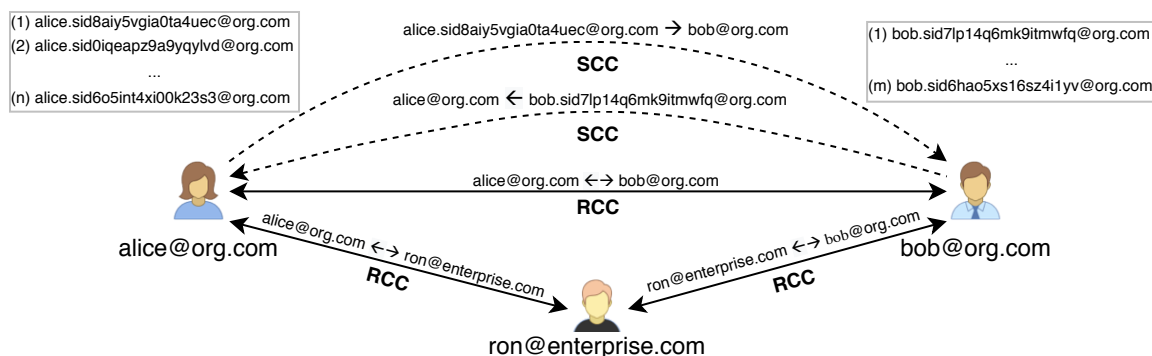 (1) alice.sid8aiy5vgia0ta4uec@org.com
(2) alice.sid0iqeapz9a9yqylvd@org.com
...
(n) alice.sid6o5int4xi00k23s3@org.com
alice.sid8aiy5vgia0ta4uec@org.com → bob@org.com
SCC
(1) bob.sid7lp14q6mk9itmwfq@org.com
...
(m) bob.sid6hao5xs16sz4i1yv@org.com
alice@org.com ← bob.sid7lp14q6mk9itmwfq@org.com
SCC
alice@org.com ←→ bob@org.com
RCC
alice@org.com
bob@org.com
alice@org.com ←→ ron@enterprise.com
RCC
ron@enterprise.com ←→ bob@org.com
RCC
ron@enterprise.com